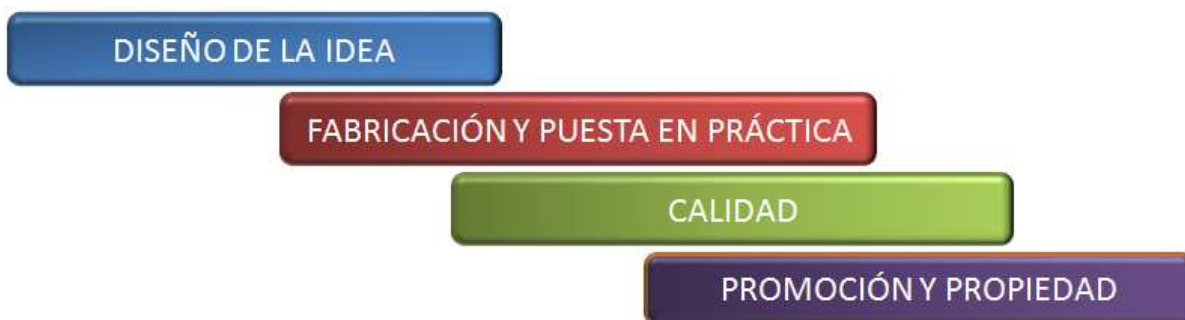 DISEÑO DE LA IDEA
FABRICACIÓN Y PUESTA EN PRÁCTICA
CALIDAD
PROMOCIÓN Y PROPIEDAD